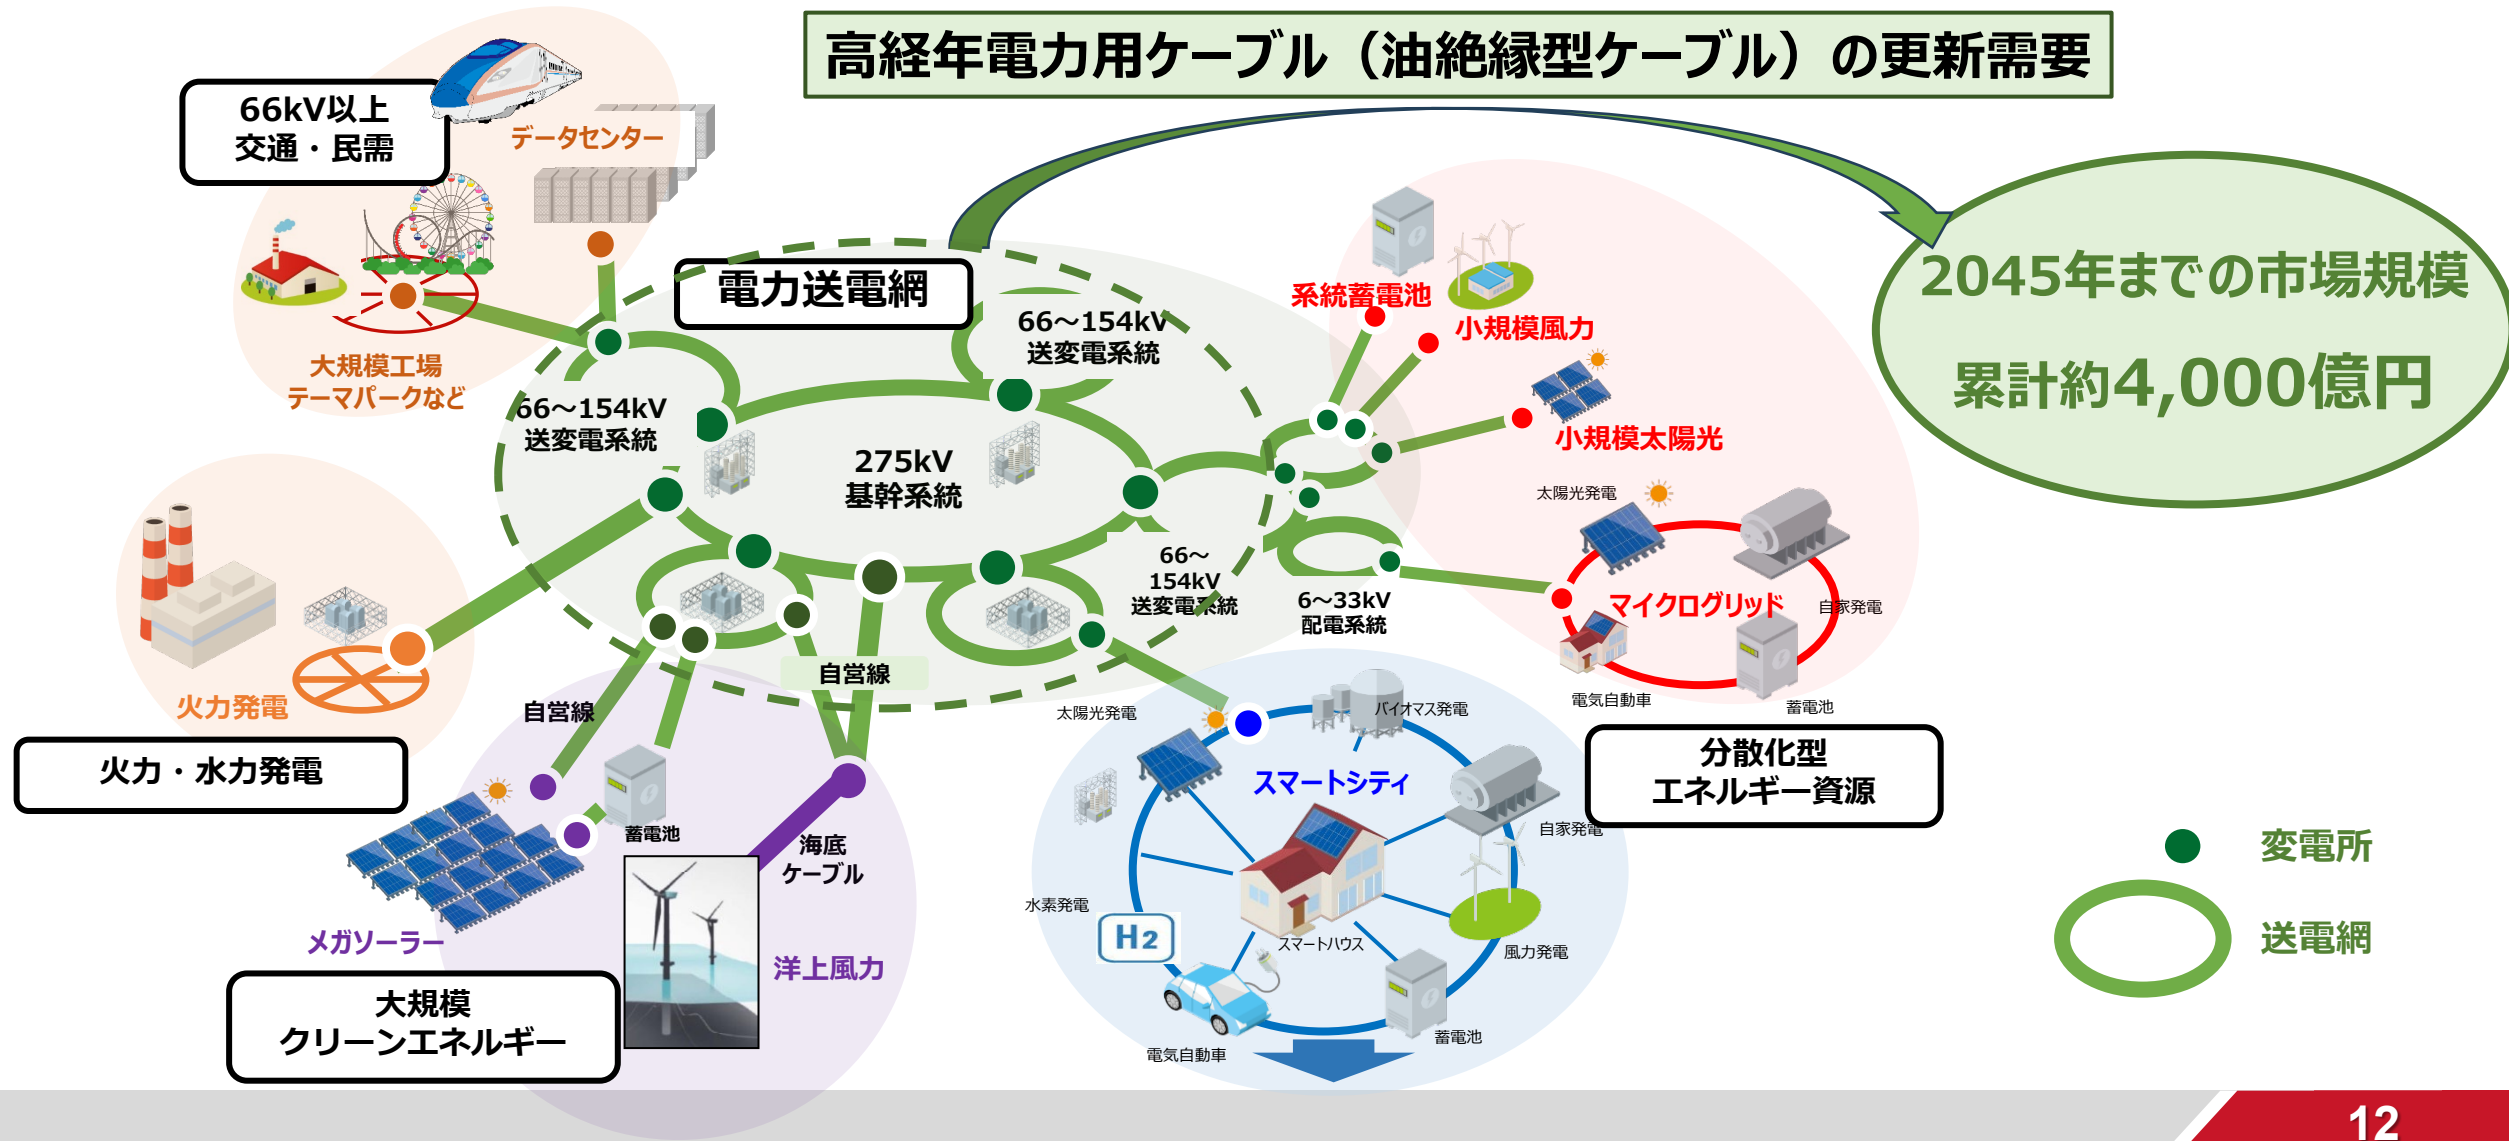 高経年電力用ケーブル（油絶縁型ケーブル）の更新需要
66kV以上
交通・民需
データセンター
大規模工場
テーマパークなど
電力送電網
66～154kV
送変電系統
66～154kV
送変電系統
275kV
基幹系統
66～
154kV
送変電系統
6～33kV
配電系統
系統蓄電池
小規模風力
小規模太陽光
2045年までの市場規模
累計約4,000億円
太陽光発電
マイクログリッド
自家発電
電気自動車
蓄電池
分散化型
エネルギー資源
火力発電
火力・水力発電
自営線
自営線
蓄電池
海底
ケーブル
メガソーラー
洋上風力
大規模
クリーンエネルギー
太陽光発電
バイオマス発電
スマートシティ
自家発電
水素発電
H2
スマートハウス
風力発電
電気自動車
蓄電池
変電所
送電網
12